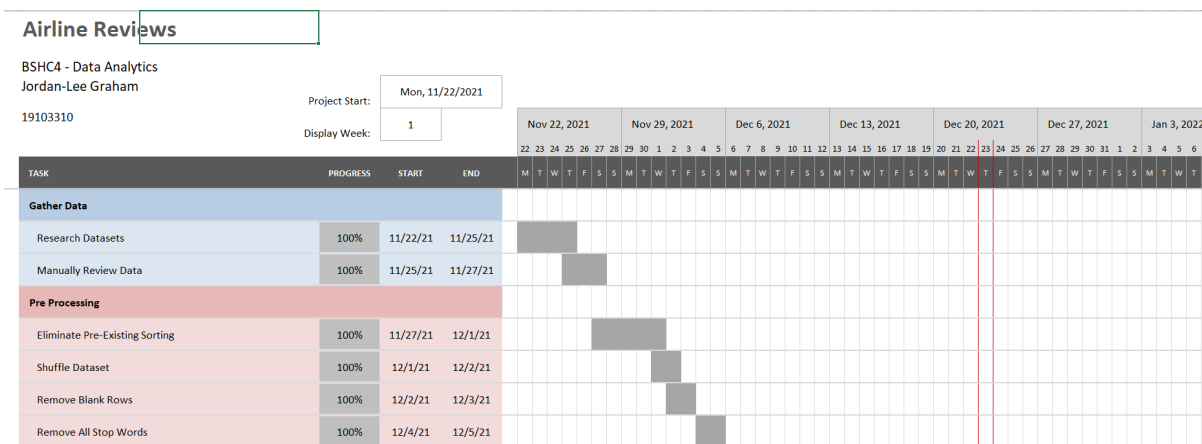 Airline Reviews
BSHC4 - Data Analytics
Jordan-Lee Graham
19103310
Project Start: Mon, 11/22/2021
Display Week: 1
Nov 22, 2021 Nov 29, 2021 Dec 6, 2021 Dec 13, 2021 Dec 20, 2021 Dec 27, 2021 Jan 3, 2022
22 23 24 25 26 27 28 29 30 1 2 3 4 5 6 7 8 9 10 11 12 13 14 15 16 17 18 19 20 21 22 23 24 25 26 27 28 29 30 31 1 2 3 4 5 6
TASK PROGRESS START END M T W T F S S M T W T F S S M T W T F S S M T W T F S S M T W T F S S M T W T F S S M T W T
Gather Data
Research Datasets 100% 11/22/21 11/25/21
Manually Review Data 100% 11/25/21 11/27/21
Pre Processing
Eliminate Pre-Existing Sorting 100% 11/27/21 12/1/21
Shuffle Dataset 100% 12/1/21 12/2/21
Remove Blank Rows 100% 12/2/21 12/3/21
Remove All Stop Words 100% 12/4/21 12/5/21